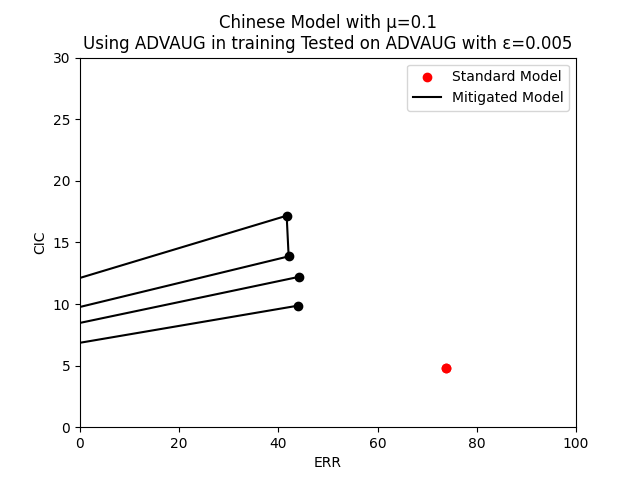 Chinese Model with μ=0.1
Using ADVAUG in training Tested on ADVAUG with ε=0.005
Standard Model
Mitigated Model
30
25
20
15
10
5
0
CIC
0 20 40 60 80 100
ERR